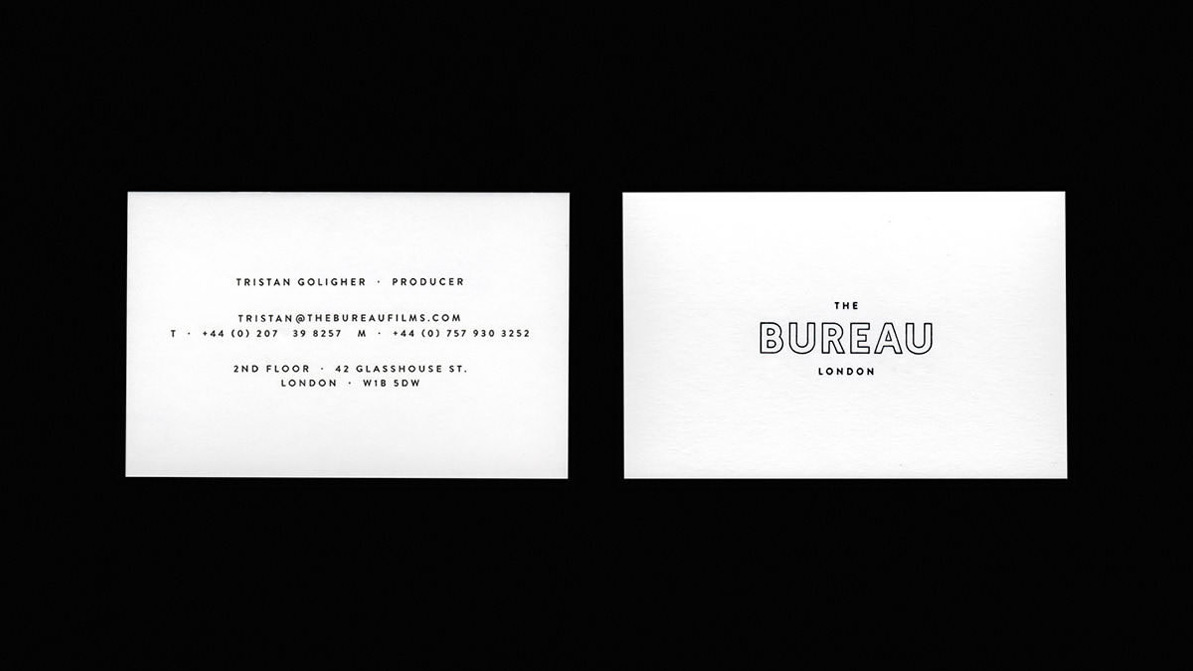 TRISTAN GOLIGHER · PRODUCER
TRISTAN@THEBUREAUFILMS.COM
T · +44 (0) 207 39 8257 M · +44 (0) 757 930 3252
2ND FLOOR · 42 GLASSHOUSE ST.
LONDON · W1B 5DW
THE
BUREAU
LONDON